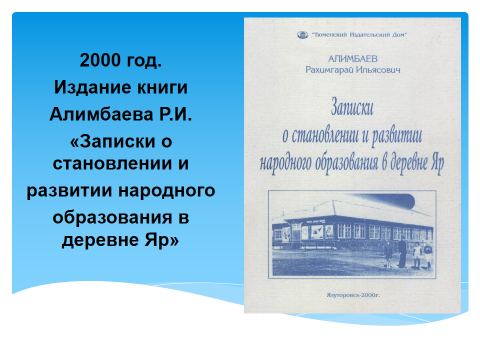 2000 год.
Издание книги
Алимбаева Р.И.
«Записки о
становлении и
развитии народного
образования в
деревне Яр»
"Тюменский Издательский Дом"
АЛИМБАЕВ
Рахимгарай Ильясович
Записки
о становлении и развитии
народного образования в деревне Яр
Ялуторовск-2000г.